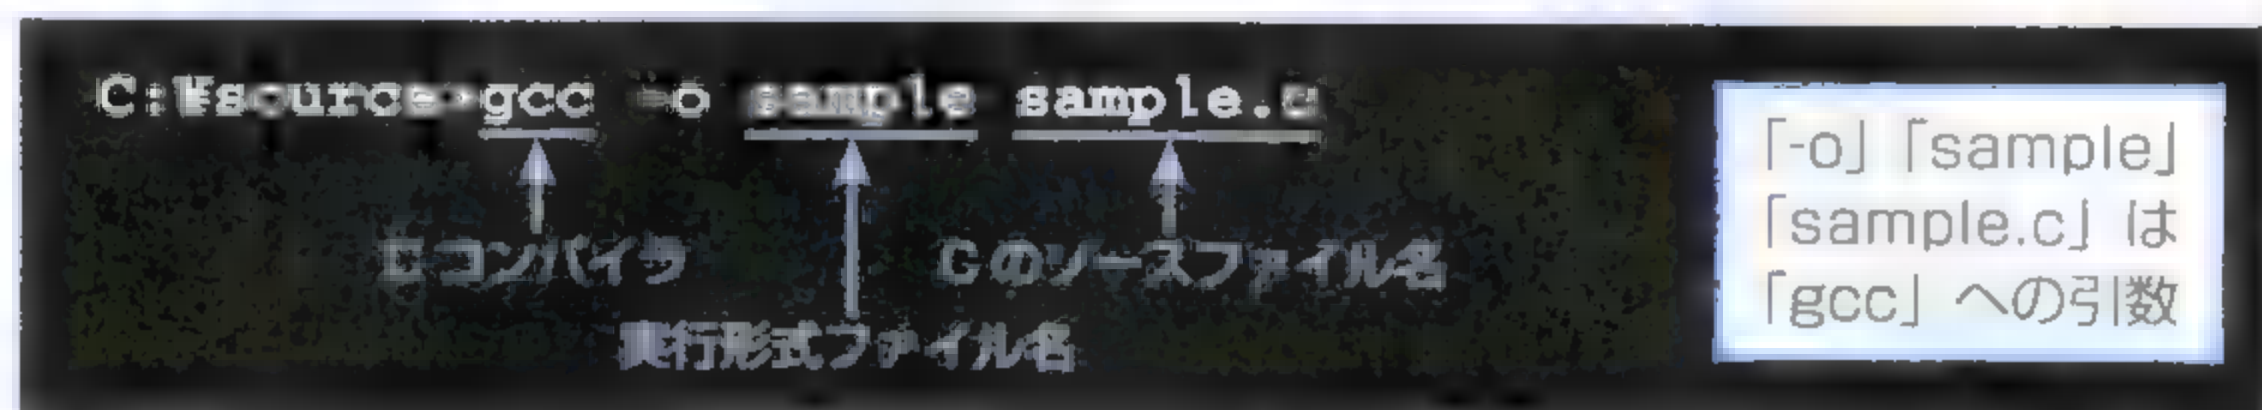 C:¥source>gcc -o sample sample.c
Cコンパイラ
Cのソースファイル名
実行形式ファイル名
「-o」「sample」
「sample.c」は
「gcc」への引数